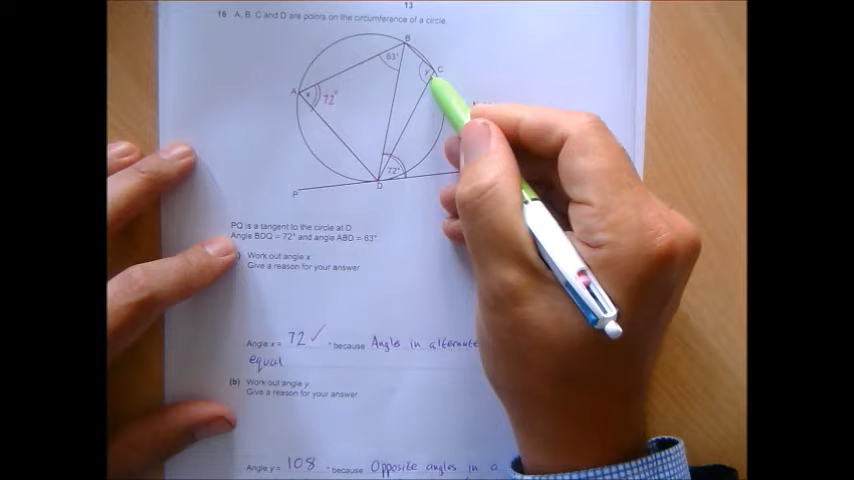 13
16 A, B, C and D are points on the circumference of a circle.
B
63°
C
y
A
x
72°
72°
P
D
PQ is a tangent to the circle at D
Angle BDQ = 72° and angle ABD = 63°
) Work out angle x
Give a reason for your answer
Angle x = 72 ✓ ° because Angles in alternate
equal
(b) Work out angle y
Give a reason for your answer
Angle y = 108 ° because Opposite angles in a